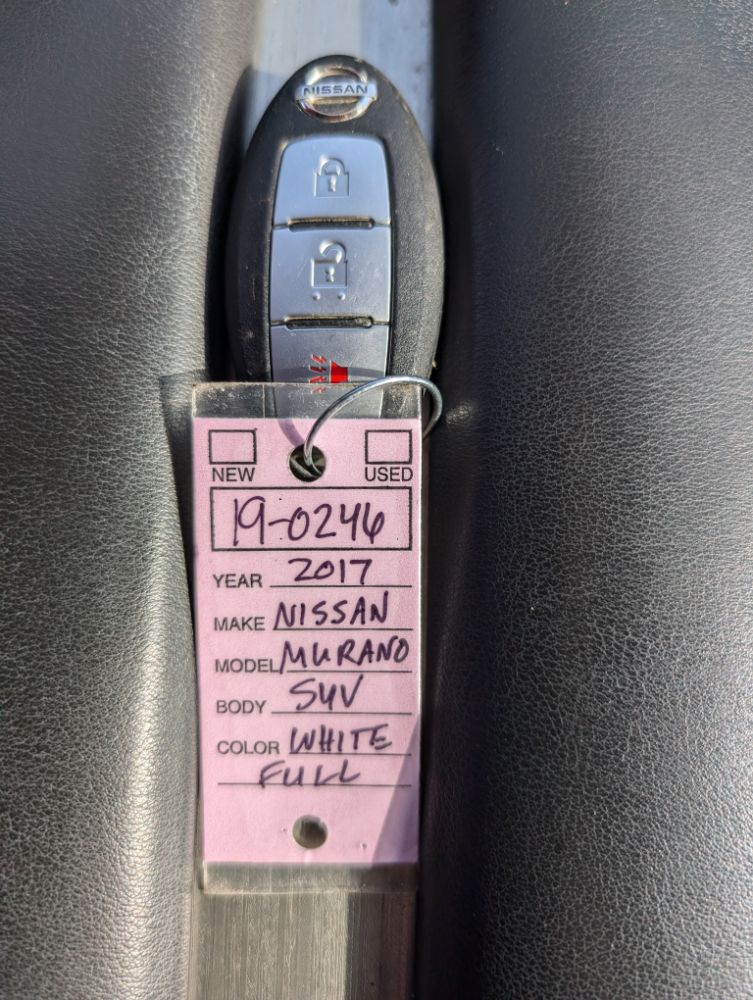 NISSAN
NEW USED
19-0246
YEAR 2017
MAKE NISSAN
MODEL MURANO
BODY SUV
COLOR WHITE
FULL